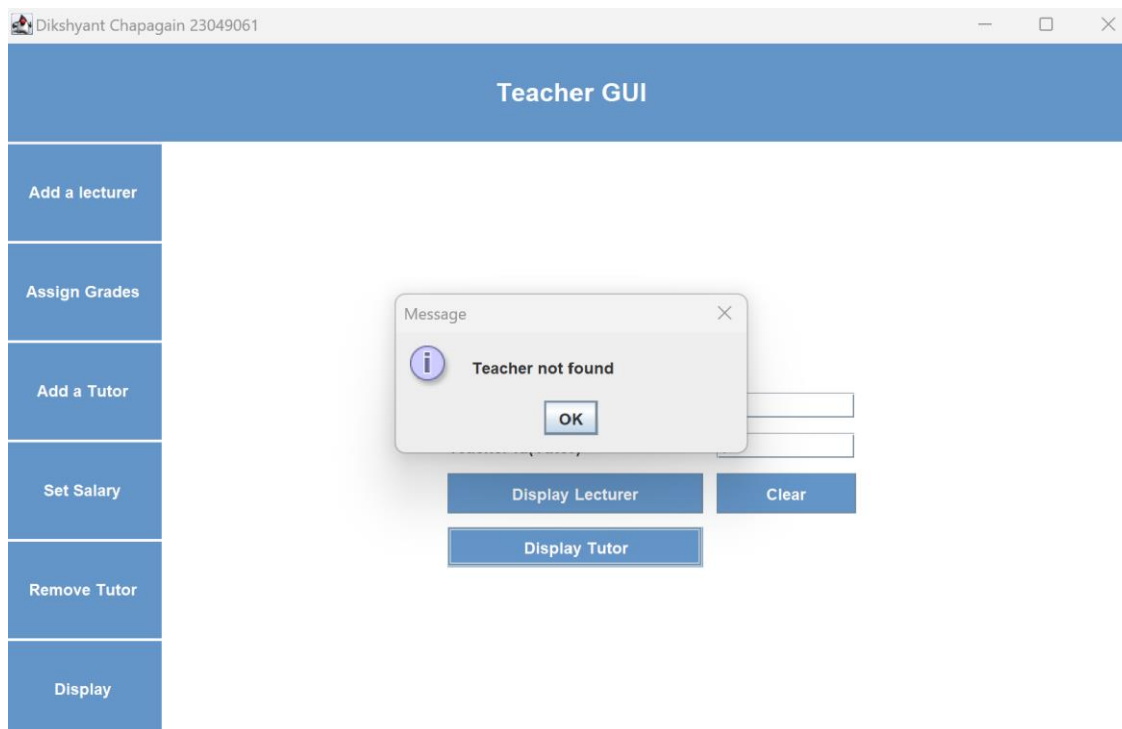 Dikshyant Chapagain 23049061
Teacher GUI
Add a lecturer
Assign Grades
Add a Tutor
Set Salary
Remove Tutor
Display
Message
i
Teacher not found
OK
Display Lecturer
Clear
Display Tutor